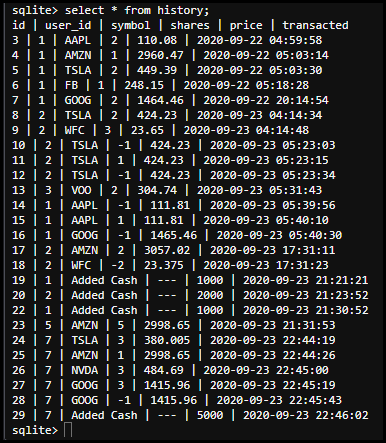 sqlite> select * from history;
id | user_id | symbol | shares | price | transacted
3 | 1 | AAPL | 2 | 110.08 | 2020-09-22 04:59:58
4 | 1 | AMZN | 1 | 2960.47 | 2020-09-22 05:03:14
5 | 1 | TSLA | 2 | 449.39 | 2020-09-22 05:03:30
6 | 1 | FB | 1 | 248.15 | 2020-09-22 05:18:28
7 | 1 | GOOG | 2 | 1464.46 | 2020-09-22 20:14:54
8 | 2 | TSLA | 2 | 424.23 | 2020-09-23 04:14:34
9 | 2 | WFC | 3 | 23.65 | 2020-09-23 04:14:48
10 | 2 | TSLA | -1 | 424.23 | 2020-09-23 05:23:03
11 | 2 | TSLA | 1 | 424.23 | 2020-09-23 05:23:15
12 | 2 | TSLA | -1 | 424.23 | 2020-09-23 05:23:34
13 | 3 | VOO | 2 | 304.74 | 2020-09-23 05:31:43
14 | 1 | AAPL | -1 | 111.81 | 2020-09-23 05:39:56
15 | 1 | AAPL | 1 | 111.81 | 2020-09-23 05:40:10
16 | 1 | GOOG | -1 | 1465.46 | 2020-09-23 05:40:30
17 | 2 | AMZN | 2 | 3057.02 | 2020-09-23 17:31:11
18 | 2 | WFC | -2 | 23.375 | 2020-09-23 17:31:23
19 | 1 | Added Cash | --- | 1000 | 2020-09-23 21:21:21
20 | 2 | Added Cash | --- | 2000 | 2020-09-23 21:23:52
22 | 1 | Added Cash | --- | 1000 | 2020-09-23 21:30:52
23 | 5 | AMZN | 5 | 2998.65 | 2020-09-23 21:31:53
24 | 7 | TSLA | 3 | 380.005 | 2020-09-23 22:44:19
25 | 7 | AMZN | 1 | 2998.65 | 2020-09-23 22:44:26
26 | 7 | NVDA | 3 | 484.69 | 2020-09-23 22:45:00
27 | 7 | GOOG | 3 | 1415.96 | 2020-09-23 22:45:19
28 | 7 | GOOG | -1 | 1415.96 | 2020-09-23 22:45:43
29 | 7 | Added Cash | --- | 5000 | 2020-09-23 22:46:02
sqlite>